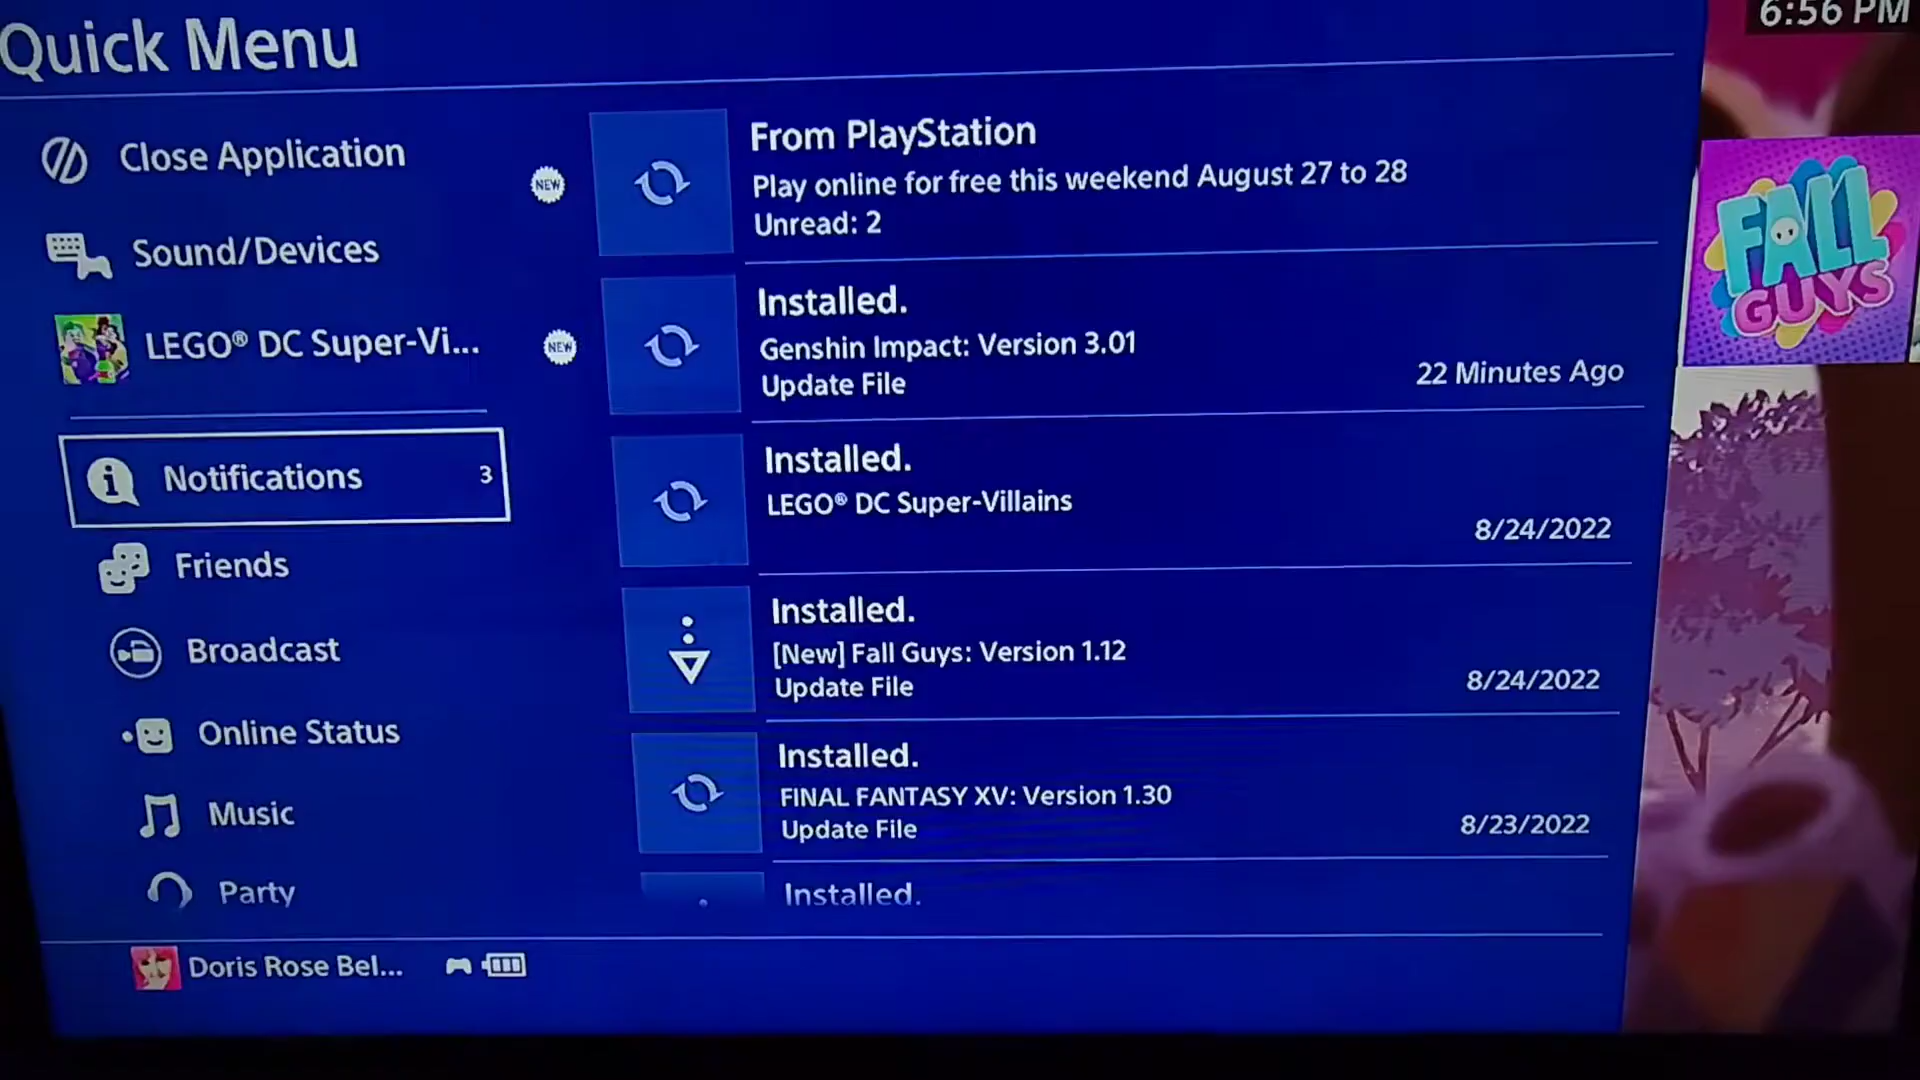 Quick Menu
6:56 PM
Close Application
Sound/Devices
LEGO® DC Super-Vi...
Notifications 3
Friends
Broadcast
Online Status
Music
Party
Doris Rose Bel...
NEW
From PlayStation
Play online for free this weekend August 27 to 28
Unread: 2
NEW
Installed.
Genshin Impact: Version 3.01
Update File
22 Minutes Ago
Installed.
LEGO® DC Super-Villains
8/24/2022
Installed.
[New] Fall Guys: Version 1.12
Update File
8/24/2022
Installed.
FINAL FANTASY XV: Version 1.30
Update File
8/23/2022
Installed.
FALL
GUYS